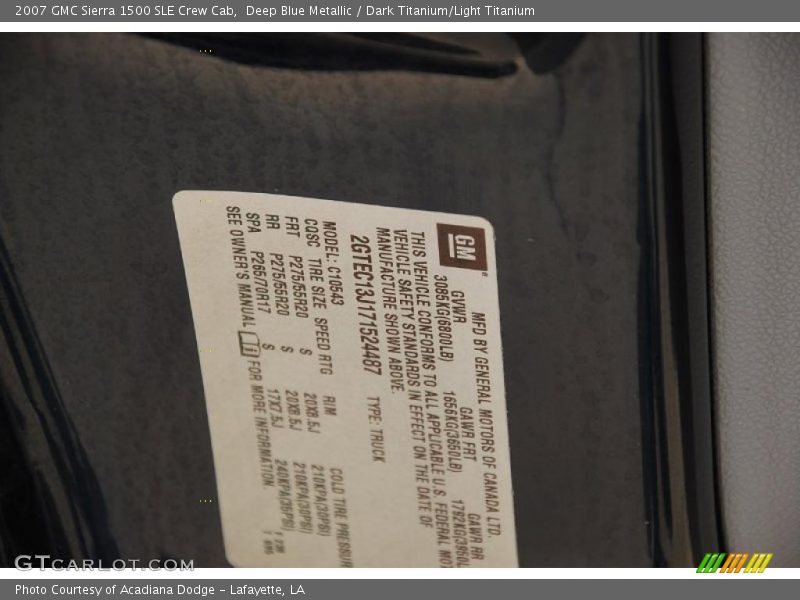 2007 GMC Sierra 1500 SLE Crew Cab, Deep Blue Metallic / Dark Titanium/Light Titanium
GM
MFD BY GENERAL MOTORS OF CANADA LTD.
GVWR GAWR FRT GAWR RR
3085KG(6800LB) 1656KG(3650LB)
THIS VEHICLE CONFORMS TO ALL APPLICABLE U.S. FEDERAL
VEHICLE SAFETY STANDARDS IN EFFECT ON THE DATE OF
MANUFACTURE SHOWN ABOVE.
2GTEC13J171524487 TYPE: TRUCK
MODEL: C10543
CQSC TIRE SIZE SPEED RTG RIM COLD TIRE
FRT P275/55R20 S 20X8.5J 210KPA(30PSI)
RR P275/55R20 S 20X8.5J 210KPA(30PSI)
SPA P265/70R17 S 17X7.5J 240KPA(35PSI)
SEE OWNER'S MANUAL FOR MORE INFORMATION
GTCARLOT.COM
Photo Courtesy of Acadiana Dodge - Lafayette, LA